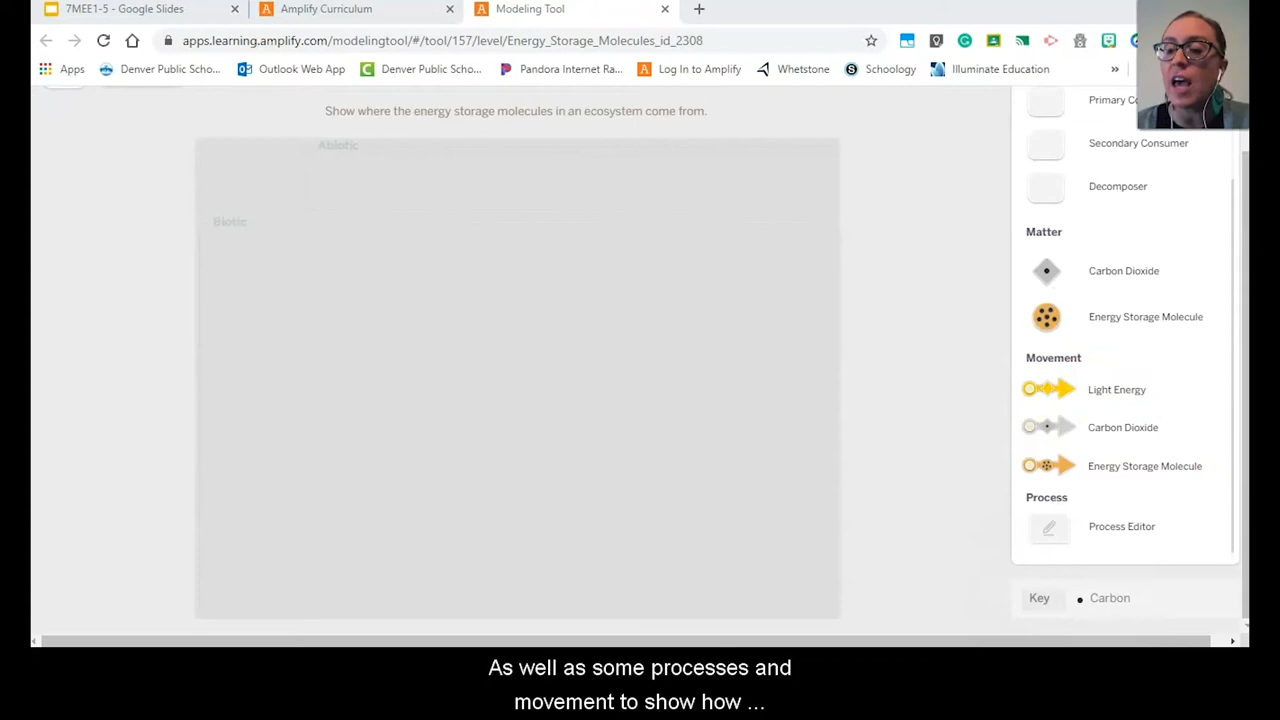 7MEE1-5 - Google Slides
Amplify Curriculum
Modeling Tool
apps.learning.amplify.com/modelingtool/#/tool/157/level/Energy_Storage_Molecules_id_2308
Apps
Denver Public Scho...
Outlook Web App
Denver Public Scho...
Pandora Internet Ra...
Log In to Amplify
Whetstone
Schoology
Illuminate Education
»
Show where the energy storage molecules in an ecosystem come from.
Abiotic
Biotic
Primary Co
Secondary Consumer
Decomposer
Matter
Carbon Dioxide
Energy Storage Molecule
Movement
Light Energy
Carbon Dioxide
Energy Storage Molecule
Process
Process Editor
Key
Carbon
As well as some processes and
movement to show how ...